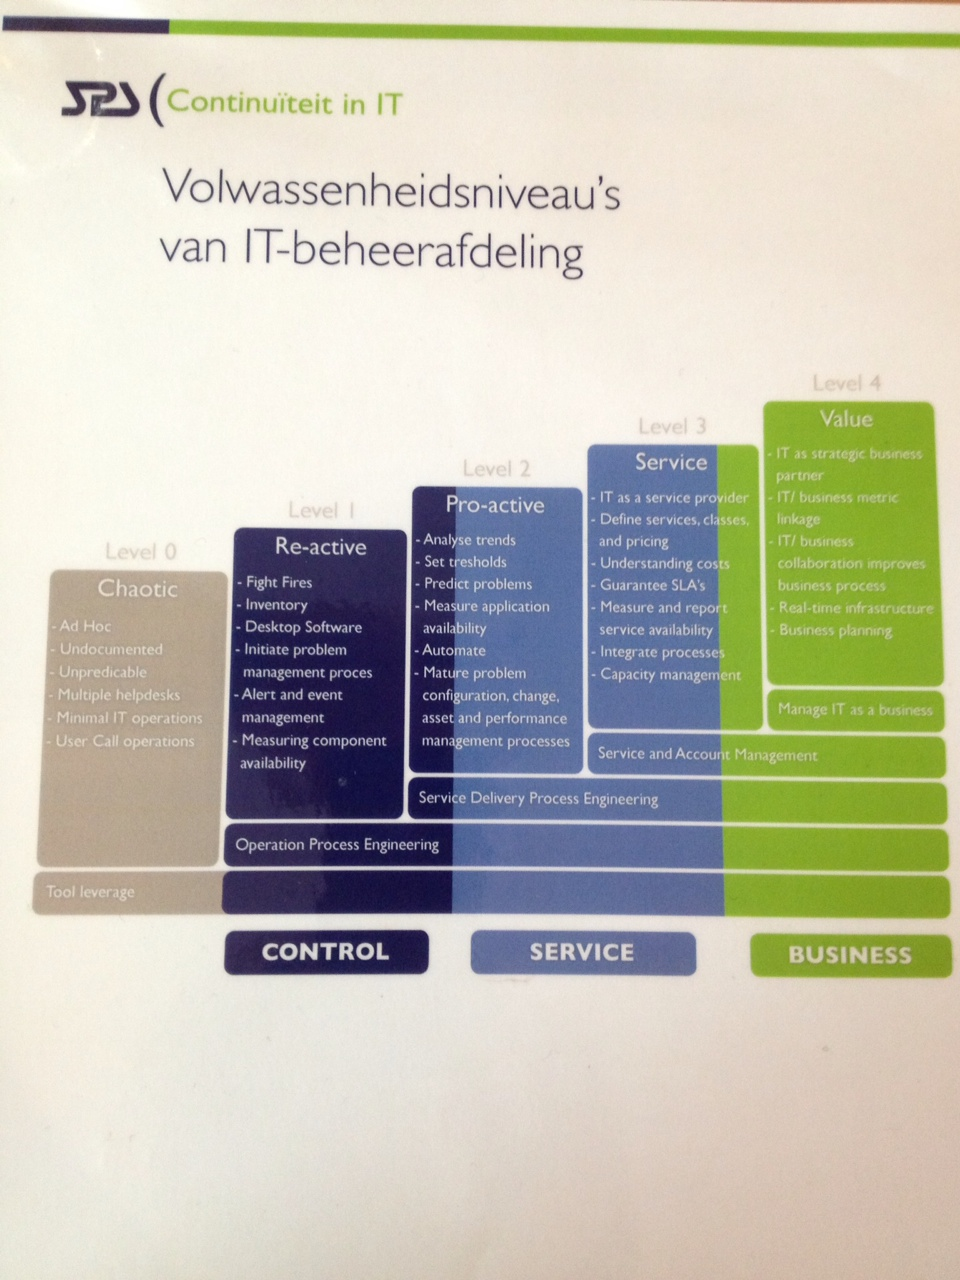 SPS (Continuïteit in IT
Volwassenheidsniveau's
van IT-beheerafdeling
Level 0
Chaotic
- Ad Hoc
- Undocumented
- Unpredicable
- Multiple helpdesks
- Minimal IT operations
- User Call operations
Level 1
Re-active
- Fight Fires
- Inventory
- Desktop Software
- Initiate problem
management proces
- Alert and event
management
- Measuring component
availability
Level 2
Pro-active
- Analyse trends
- Set tresholds
- Predict problems
- Measure application
availability
- Automate
- Mature problem
configuration, change,
asset and performance
management processes
Level 3
Service
- IT as a service provider
- Define services, classes,
and pricing
- Understanding costs
- Guarantee SLA's
- Measure and report
service availability
- Integrate processes
- Capacity management
Level 4
Value
- IT as strategic business
partner
- IT/ business metric
linkage
- IT/ business
collaboration improves
business process
- Real-time infrastructure
- Business planning
Manage IT as a business
Service and Account Management
Service Delivery Process Engineering
Operation Process Engineering
Tool leverage
CONTROL
SERVICE
BUSINESS